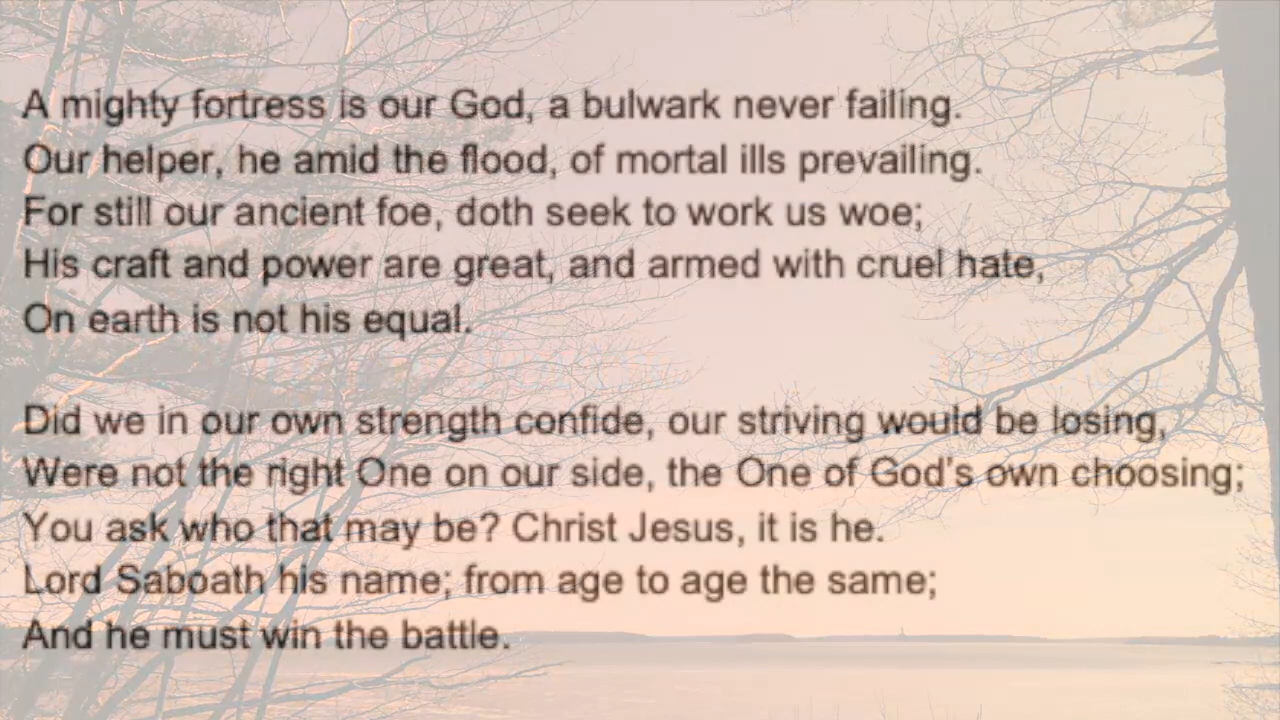 A mighty fortress is our God, a bulwark never failing.
Our helper, he amid the flood, of mortal ills prevailing.
For still our ancient foe, doth seek to work us woe;
His craft and power are great, and armed with cruel hate,
On earth is not his equal.
Did we in our own strength confide, our striving would be losing,
Were not the right One on our side, the One of God's own choosing;
You ask who that may be? Christ Jesus, it is he.
Lord Saboath his name; from age to age the same;
And he must win the battle.